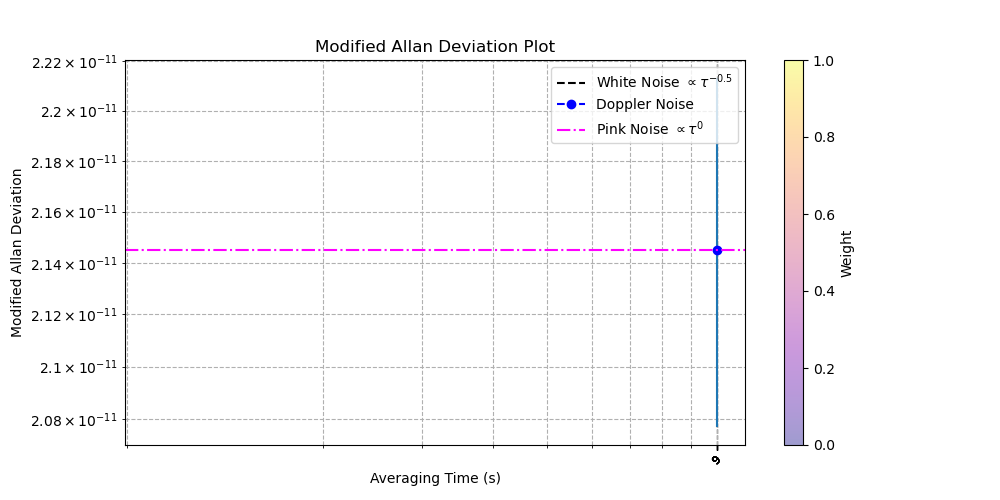 Modified Allan Deviation Plot
Modified Allan Deviation
2.22 × 10⁻¹¹
2.2 × 10⁻¹¹
2.18 × 10⁻¹¹
2.16 × 10⁻¹¹
2.14 × 10⁻¹¹
2.12 × 10⁻¹¹
2.1 × 10⁻¹¹
2.08 × 10⁻¹¹
White Noise ∝τ⁻⁰·⁵
Doppler Noise
Pink Noise ∝τ⁰
Averaging Time (s)
1.0
0.8
0.6
0.4
0.2
0.0
Weight